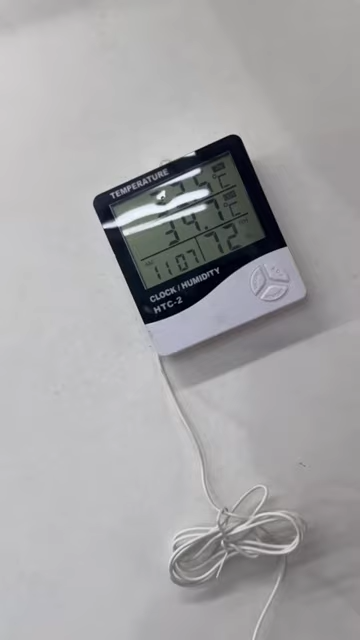 TEMPERATURE
34.7°C
11:07 72
CLOCK / HUMIDITY
HTC-2